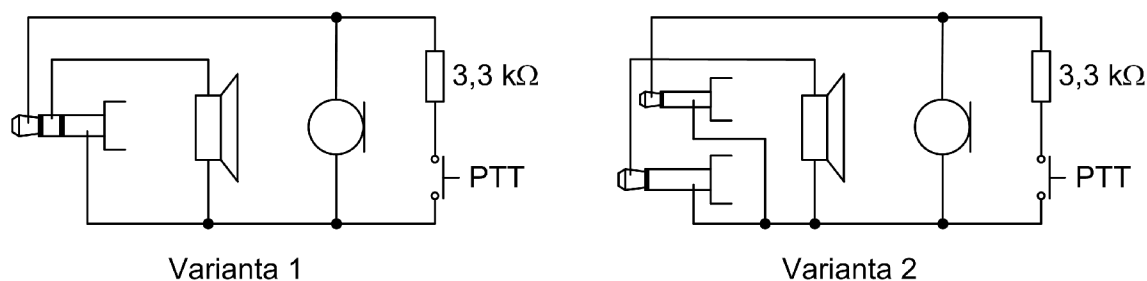 3,3 kΩ
PTT
Varianta 1
3,3 kΩ
PTT
Varianta 2